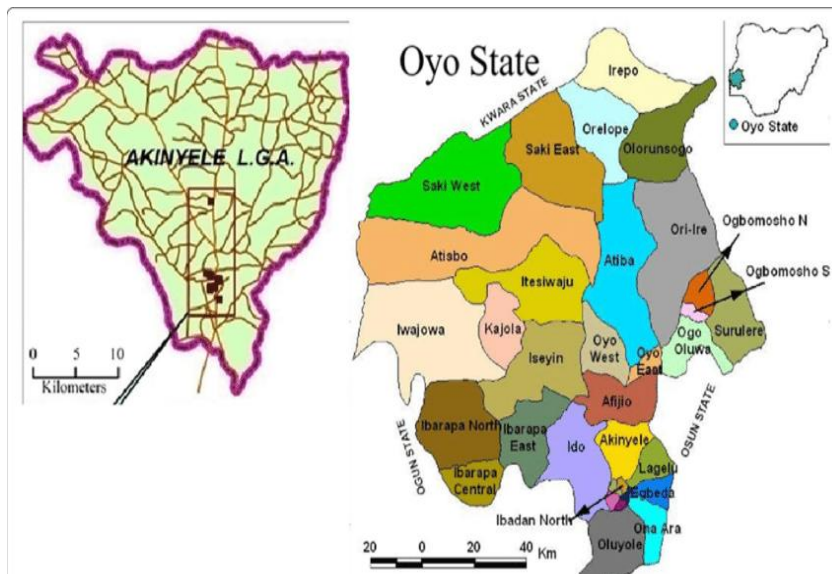 AKINYELE L.G.A.
0 5 10
Kilometers
Oyo State
Oyo State
KWARA STATE
Irepo
Orelope
Saki East
Olorunsogo
Saki West
Ogbomosho N
Ori-Ire
Atisbo
Atiba
Ogbomosho S
Itesiwaju
Iwajowa
Kajola
Oyo
West
Ogo
Oluwa
Surulere
Iseyin
Oyo
East
Afijio
OGUN STATE
OSUN STATE
Ibarapa North
Ibarapa
East
Ido
Akinyele
Lagelu
Ibarapa
Central
Egbeda
Ibadan North
Ona Ara
Oluyole
20 0 20 40
Km